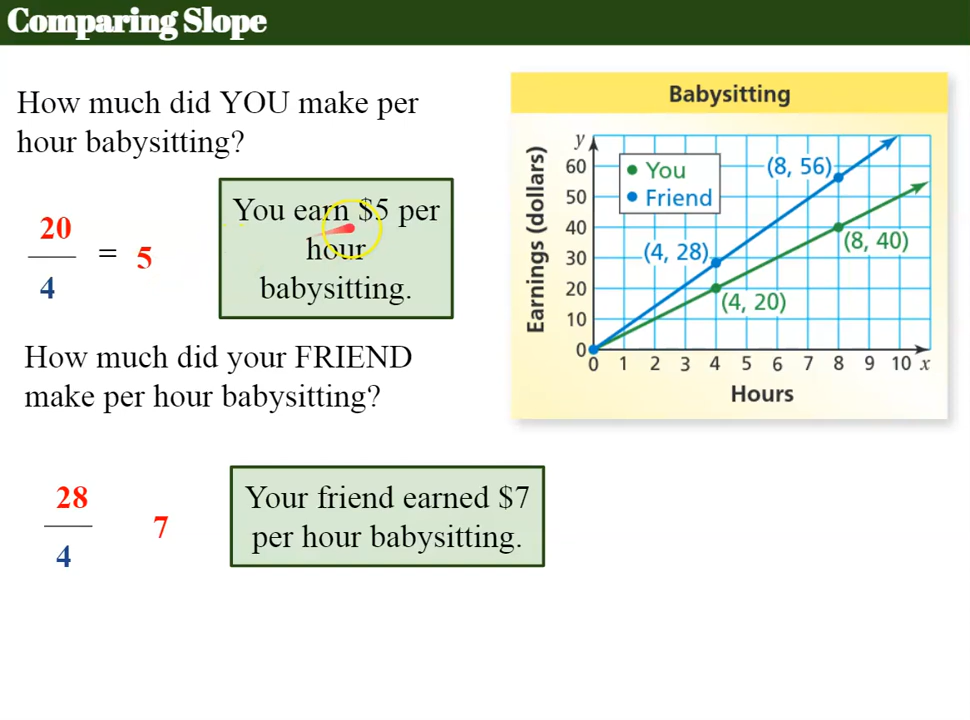 Comparing Slope
How much did YOU make per
hour babysitting?
20
4
=
5
You earn $5 per
hour
babysitting.
How much did your FRIEND
make per hour babysitting?
28
4
7
Your friend earned $7
per hour babysitting.
Babysitting
Earnings (dollars)
y
60
50
40
30
20
10
0
You
Friend
(8, 56)
(4, 28)
(8, 40)
(4, 20)
0 1 2 3 4 5 6 7 8 9 10 x
Hours